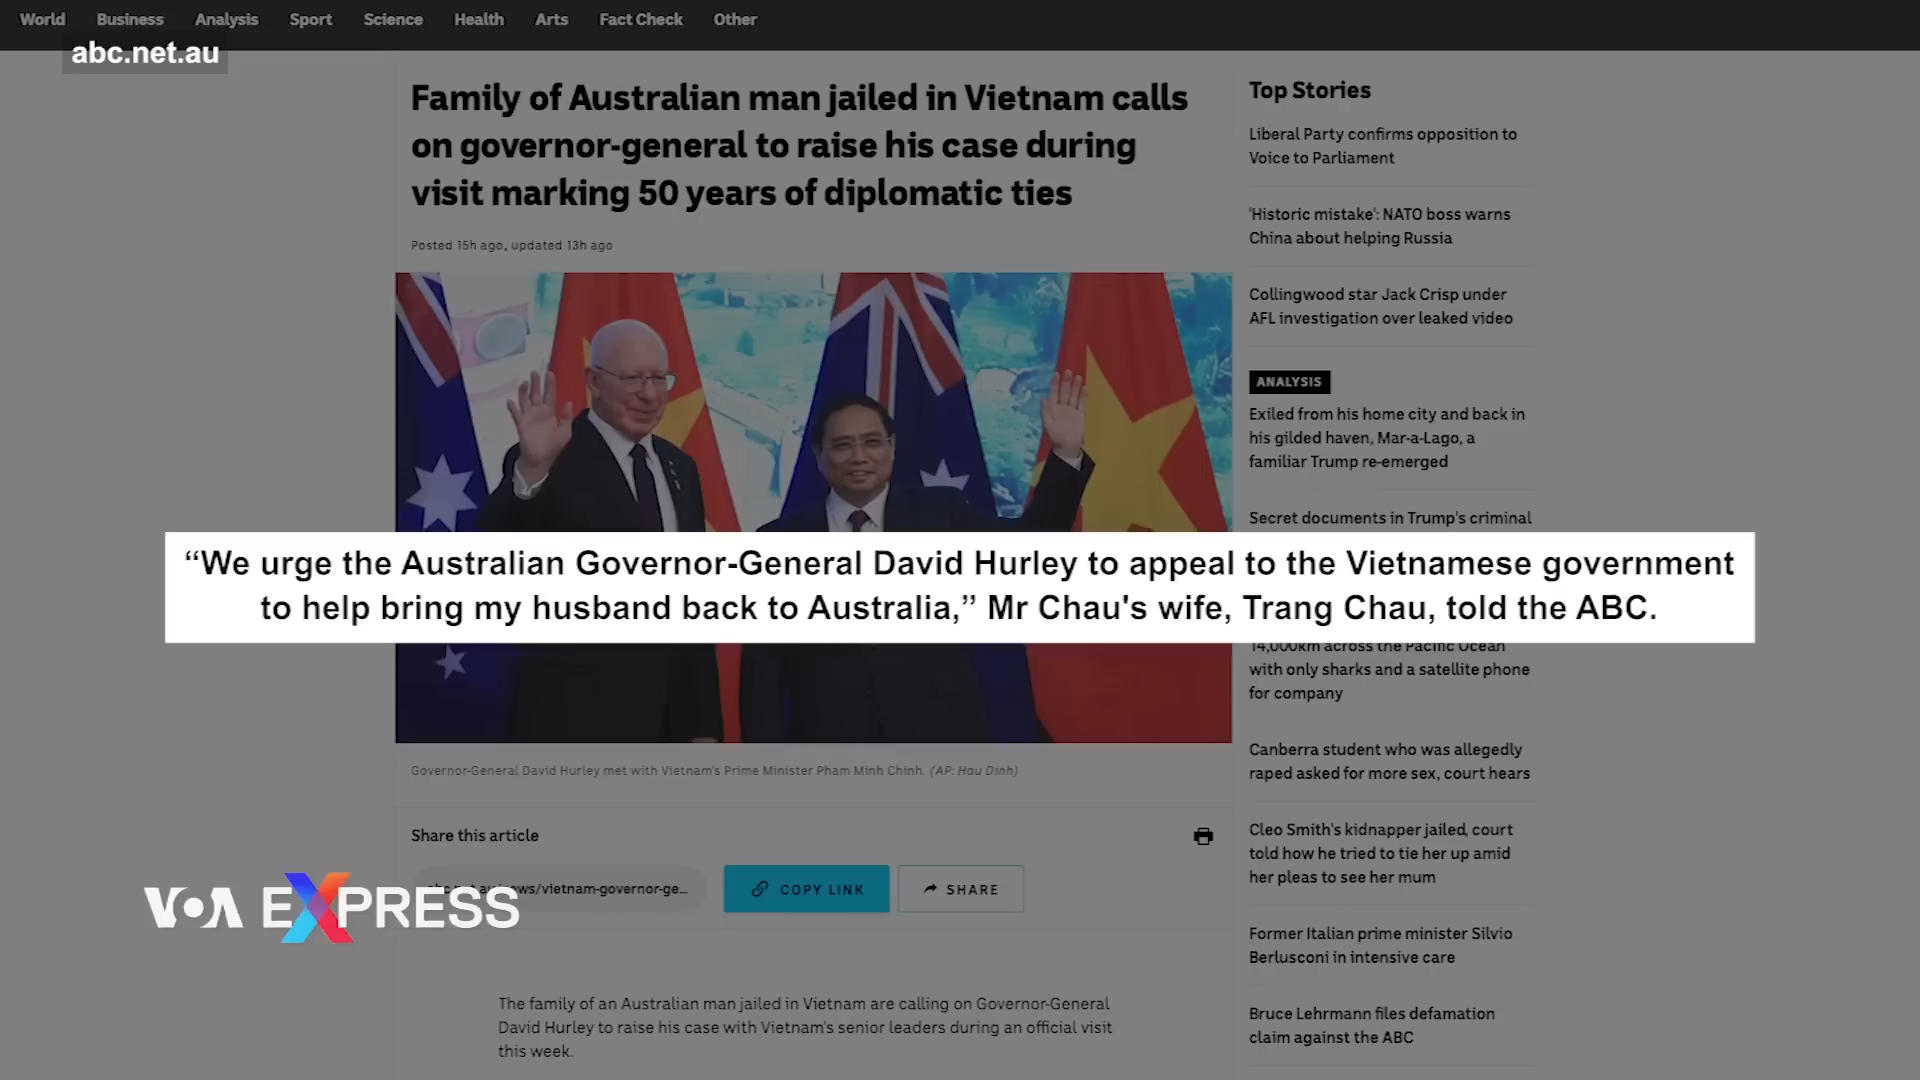 World Business Analysis Sport Science Health Arts Fact Check Other
abc.net.au
Family of Australian man jailed in Vietnam calls
on governor-general to raise his case during
visit marking 50 years of diplomatic ties
Posted 15h ago, updated 13h ago
“We urge the Australian Governor-General David Hurley to appeal to the Vietnamese government
to help bring my husband back to Australia,” Mr Chau's wife, Trang Chau, told the ABC.
Governor-General David Hurley met with Vietnam's Prime Minister Pham Minh Chinh. (AP: Hau Dinh)
Share this article
COPY LINK
SHARE
VOA EXPRESS
The family of an Australian man jailed in Vietnam are calling on Governor-General
David Hurley to raise his case with Vietnam's senior leaders during an official visit
this week.
Top Stories
Liberal Party confirms opposition to
Voice to Parliament
'Historic mistake': NATO boss warns
China about helping Russia
Collingwood star Jack Crisp under
AFL investigation over leaked video
ANALYSIS
Exiled from his home city and back in
his gilded haven, Mar-a-Lago, a
familiar Trump re-emerged
Secret documents in Trump's criminal
14,000km across the Pacific Ocean
with only sharks and a satellite phone
for company
Canberra student who was allegedly
raped asked for more sex, court hears
Cleo Smith's kidnapper jailed, court
told how he tried to tie her up amid
her pleas to see her mum
Former Italian prime minister Silvio
Berlusconi in intensive care
Bruce Lehrmann files defamation
claim against the ABC